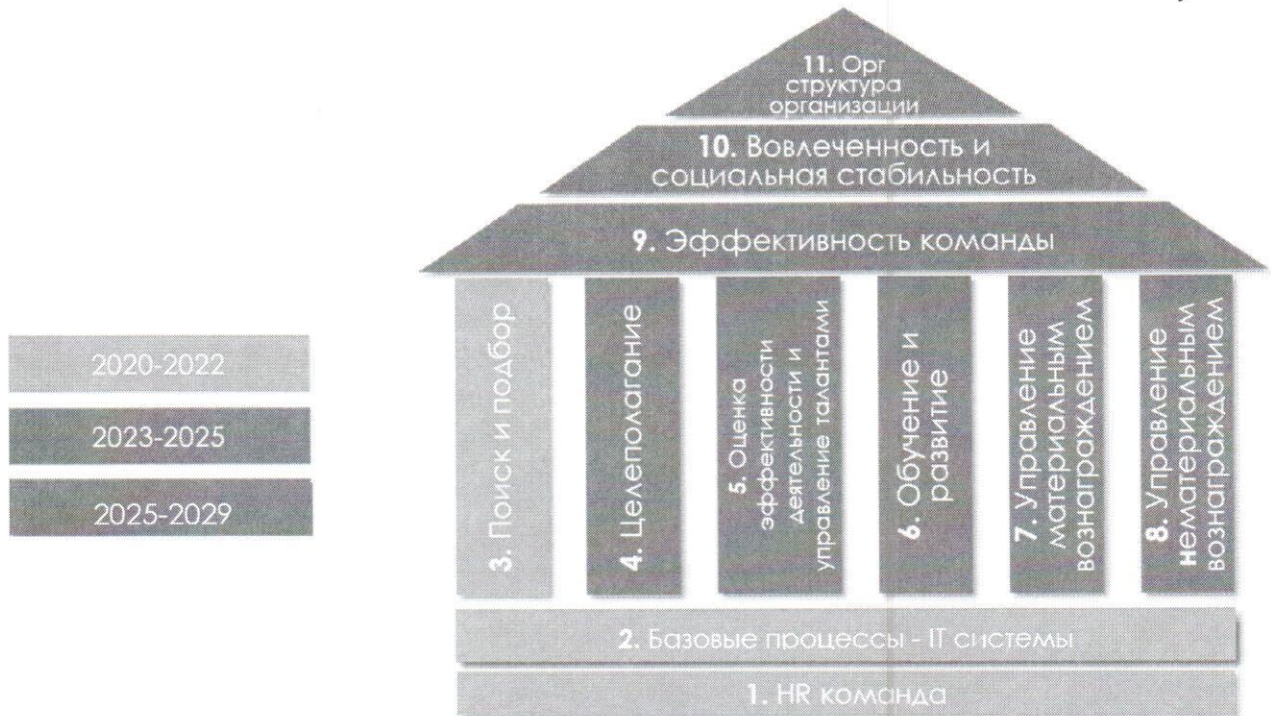 11. Орг
структура
организации
10. Вовлеченность и
социальная стабильность
9. Эффективность команды
2020-2022
2023-2025
2025-2029
3. Поиск и подбор
4. Целеполагание
5. Оценка
эффективности
деятельности и
управление талантами
6. Обучение и
развитие
7. Управление
материальным
вознаграждением
8. Управление
нематериальным
вознаграждением
2. Базовые процессы - IT системы
1. HR команда